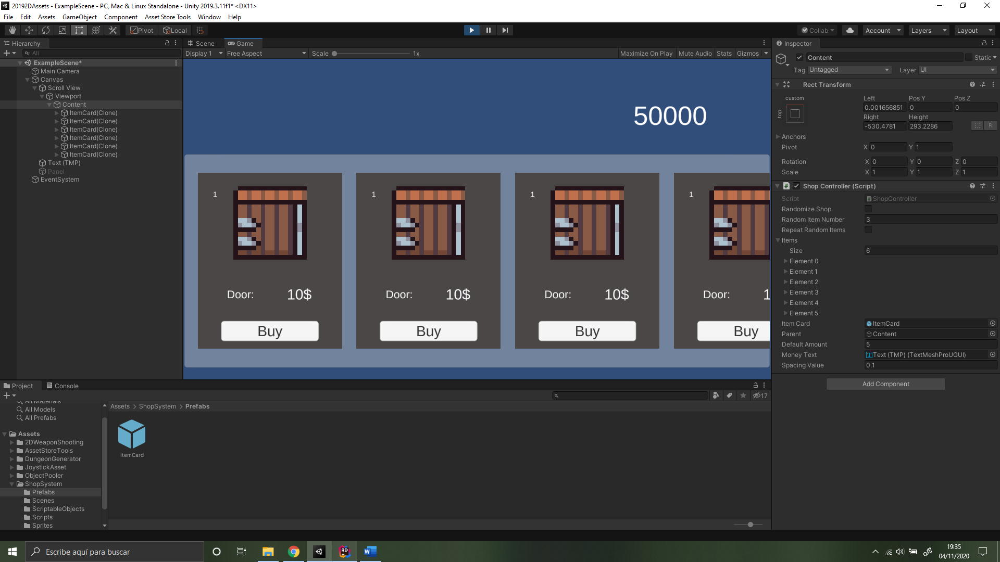 20192DAssets - ExampleScene - PC, Mac & Linux Standalone - Unity 2019.3.11f1* <DX11>
File Edit Assets GameObject Component Asset Store Tools Window Help
Pivot Local Collab Account Layers Layout
Hierarchy
All
ExampleScene*
Main Camera
Canvas
Scroll View
Viewport
Content
ItemCard(Clone)
ItemCard(Clone)
ItemCard(Clone)
ItemCard(Clone)
ItemCard(Clone)
ItemCard(Clone)
Text (TMP)
Panel
EventSystem
Scene Game
Display 1 Free Aspect Scale 1x Maximize On Play Mute Audio Stats Gizmos
50000
1 1 1 1
Door: 10$ Door: 10$ Door: 10$ Door: 1
Buy Buy Buy Buy
Inspector
Content Static
Tag Untagged Layer UI
Rect Transform
custom Left Pos Y Pos Z
top 0.001656851 0 0
Right Height
-530.4781 293.2286 R
Anchors
Pivot X 0 Y 1
Rotation X 0 Y 0 Z 0
Scale X 1 Y 1 Z 1
# Shop Controller (Script)
Script ShopController
Randomize Shop
Random Item Number 3
Repeat Random Items
Items
Size 6
Element 0
Element 1
Element 2
Element 3
Element 4
Element 5
Item Card ItemCard
Parent Content
Default Amount 5
Money Text Text (TMP) (TextMeshProUGUI)
Spacing Value 0.1
Add Component
Project Console
17
All Materials
All Models
All Prefabs
Assets
2DWeaponShooting
AssetStoreTools
DungeonGenerator
JoystickAsset
ObjectPooler
ShopSystem
Prefabs
Scenes
ScriptableObjects
Scripts
Sprites
Assets > ShopSystem > Prefabs
ItemCard
Escribe aquí para buscar
RD
W
19:35
04/11/2020